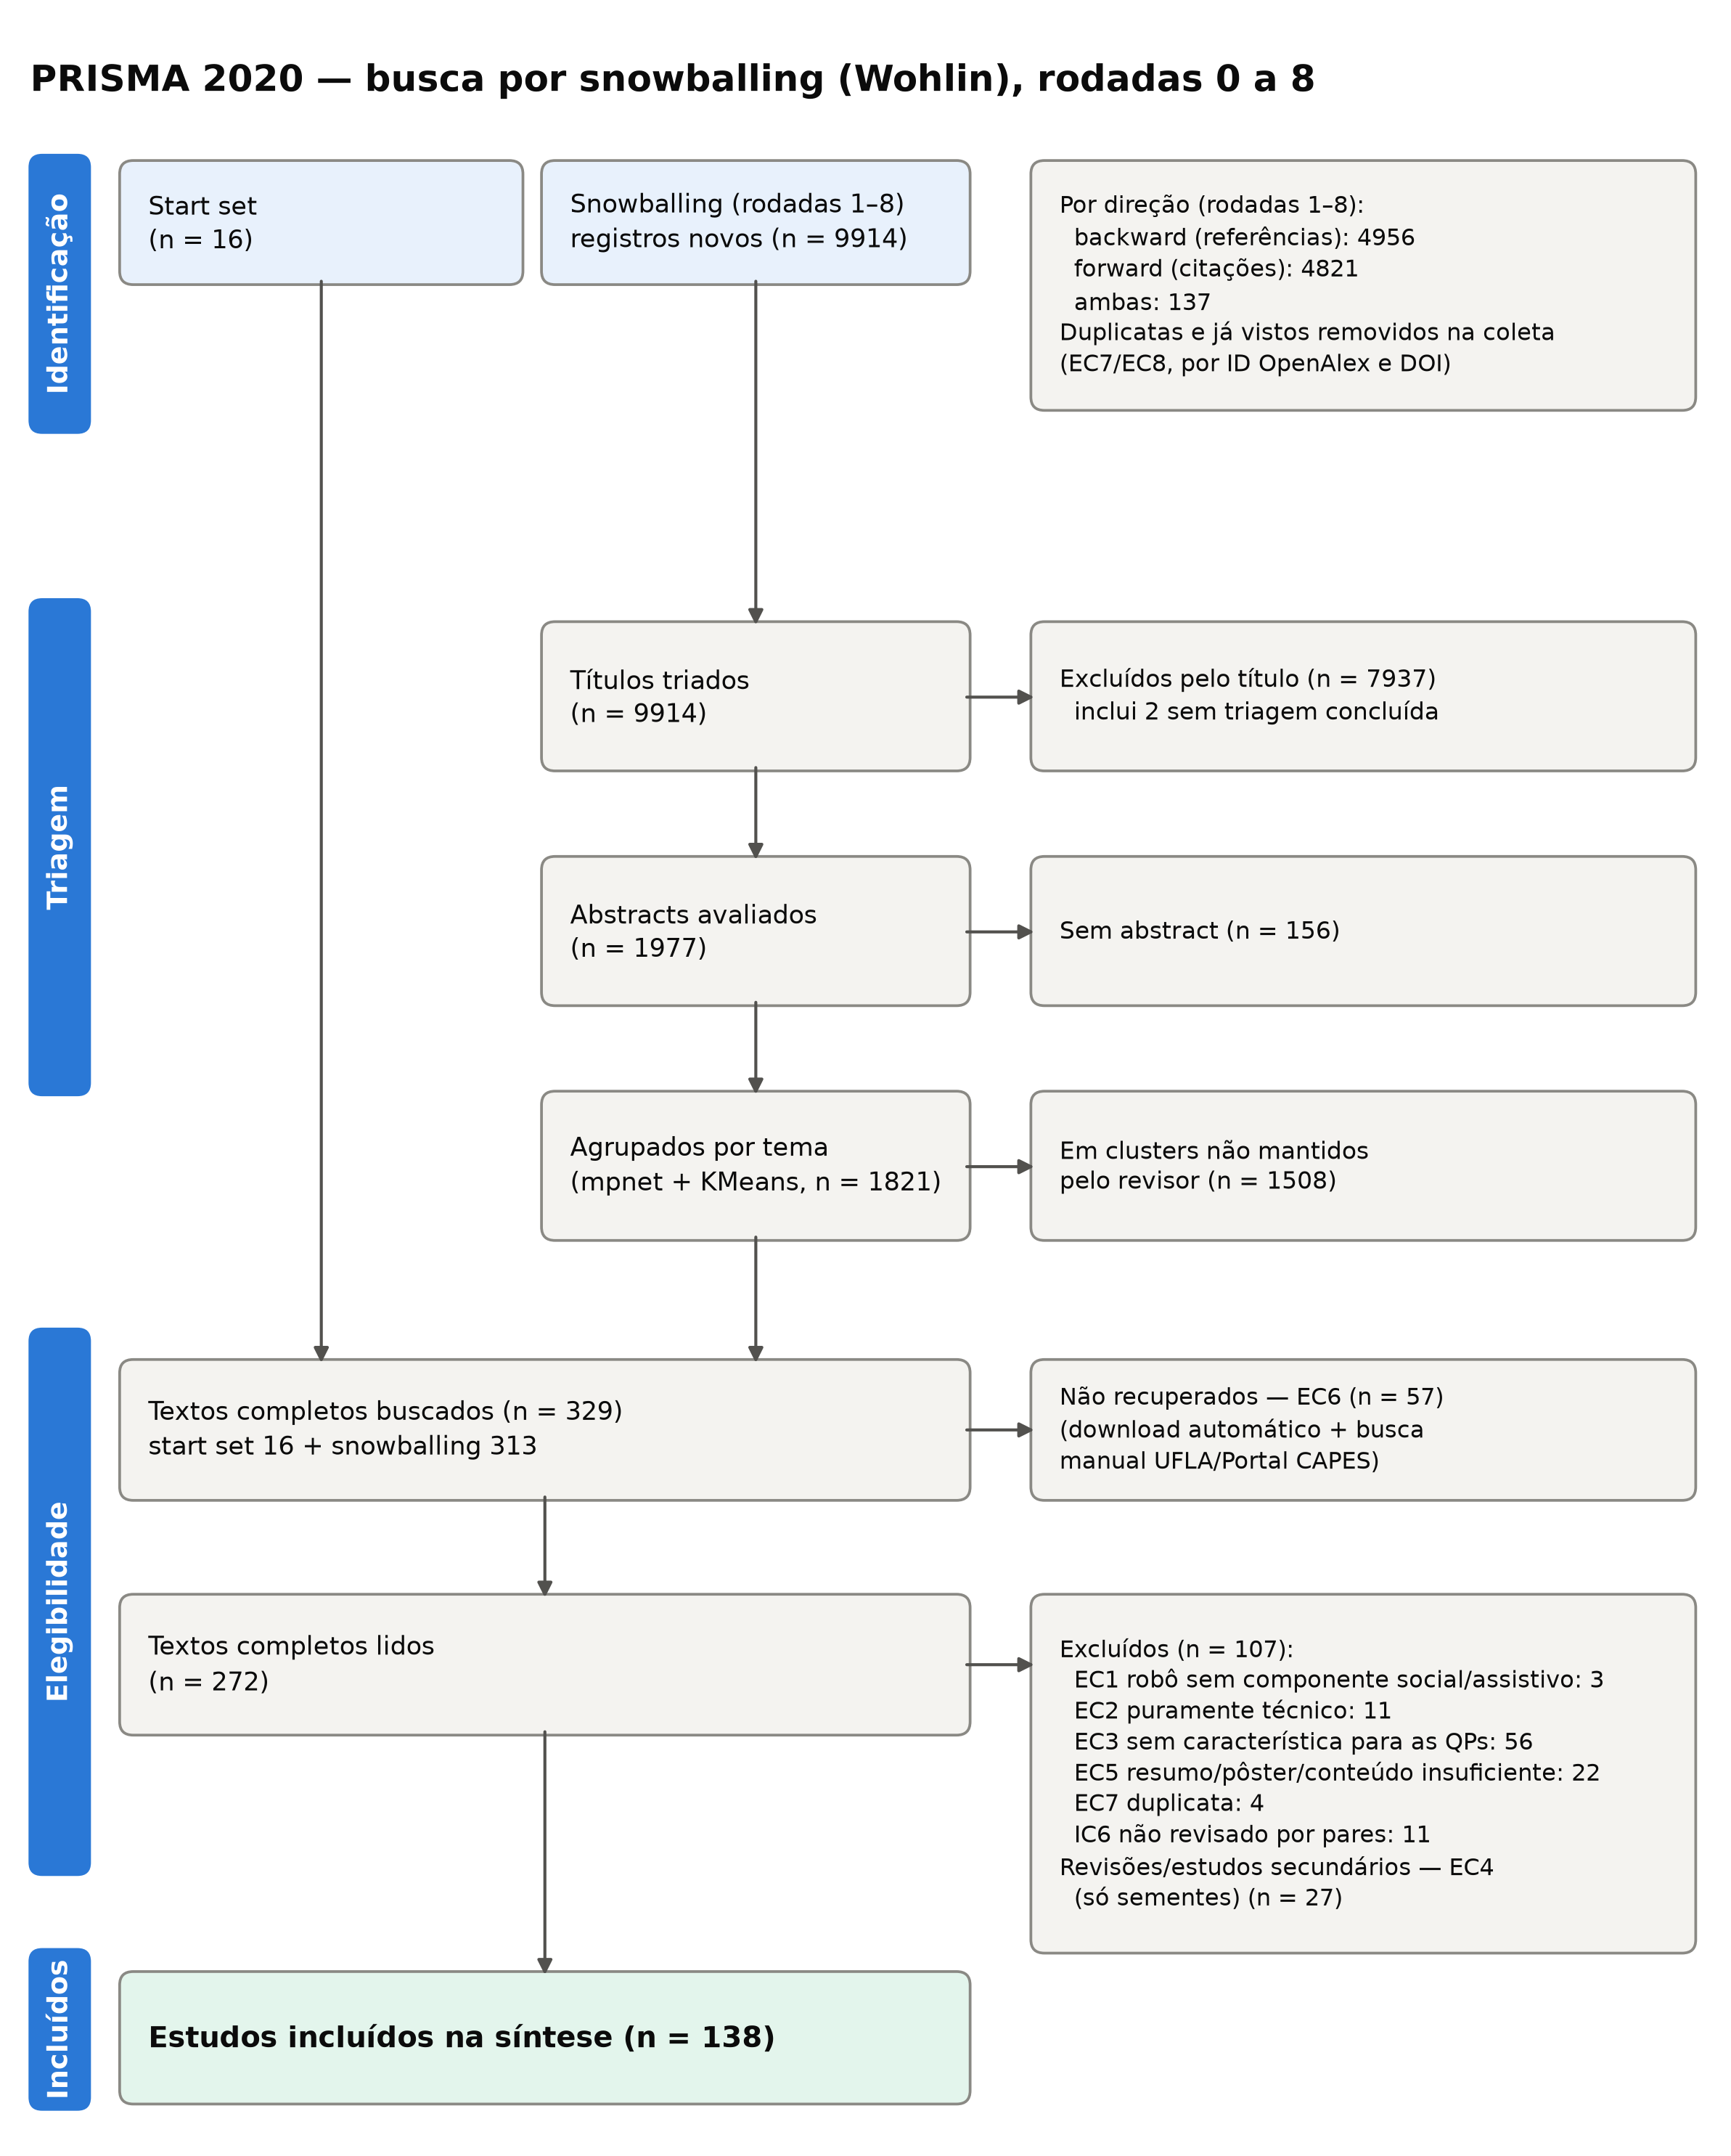 PRISMA 2020 — busca por snowballing (Wohlin), rodadas 0 a 8
Identificação
Start set
(n = 16)
Snowballing (rodadas 1–8)
registros novos (n = 9914)
Por direção (rodadas 1–8):
backward (referências): 4956
forward (citações): 4821
ambas: 137
Duplicatas e já vistos removidos na coleta
(EC7/EC8, por ID OpenAlex e DOI)
Triagem
Títulos triados
(n = 9914)
Excluídos pelo título (n = 7937)
inclui 2 sem triagem concluída
Abstracts avaliados
(n = 1977)
Sem abstract (n = 156)
Agrupados por tema
(mpnet + KMeans, n = 1821)
Em clusters não mantidos
pelo revisor (n = 1508)
Elegibilidade
Textos completos buscados (n = 329)
start set 16 + snowballing 313
Não recuperados — EC6 (n = 57)
(download automático + busca
manual UFLA/Portal CAPES)
Textos completos lidos
(n = 272)
Excluídos (n = 107):
EC1 robô sem componente social/assistivo: 3
EC2 puramente técnico: 11
EC3 sem característica para as QPs: 56
EC5 resumo/pôster/conteúdo insuficiente: 22
EC7 duplicata: 4
IC6 não revisado por pares: 11
Revisões/estudos secundários — EC4
(só sementes) (n = 27)
Incluídos
Estudos incluídos na síntese (n = 138)